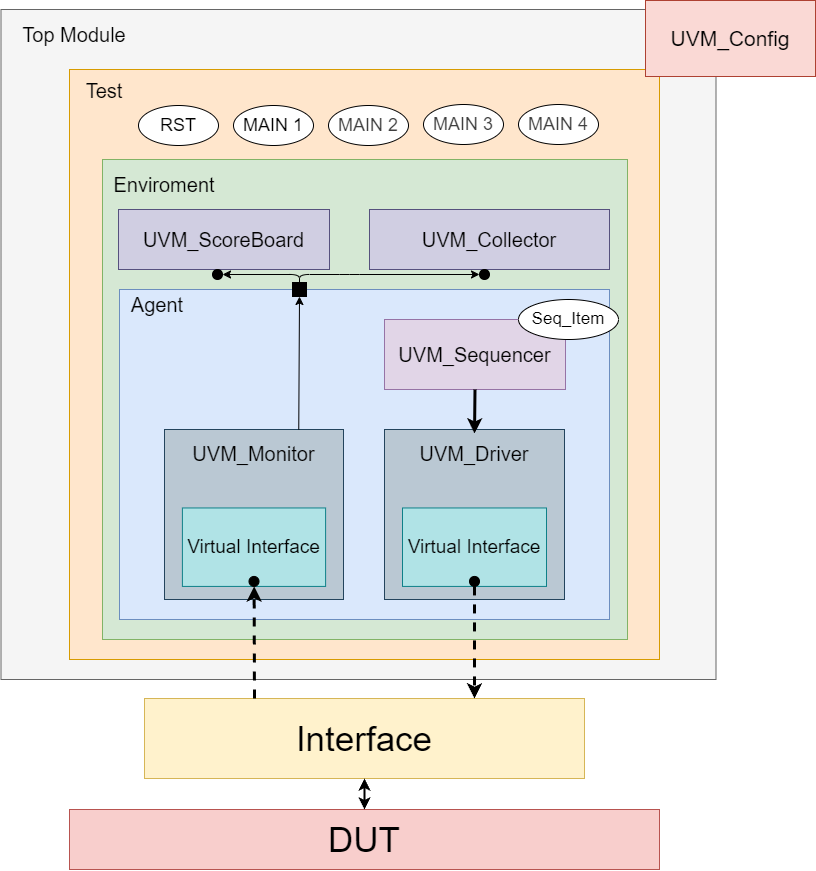 Top Module
UVM_Config
Test
RST
MAIN 1
MAIN 2
MAIN 3
MAIN 4
Enviroment
UVM_ScoreBoard
UVM_Collector
Agent
Seq_Item
UVM_Sequencer
UVM_Monitor
UVM_Driver
Virtual Interface
Virtual Interface
Interface
DUT